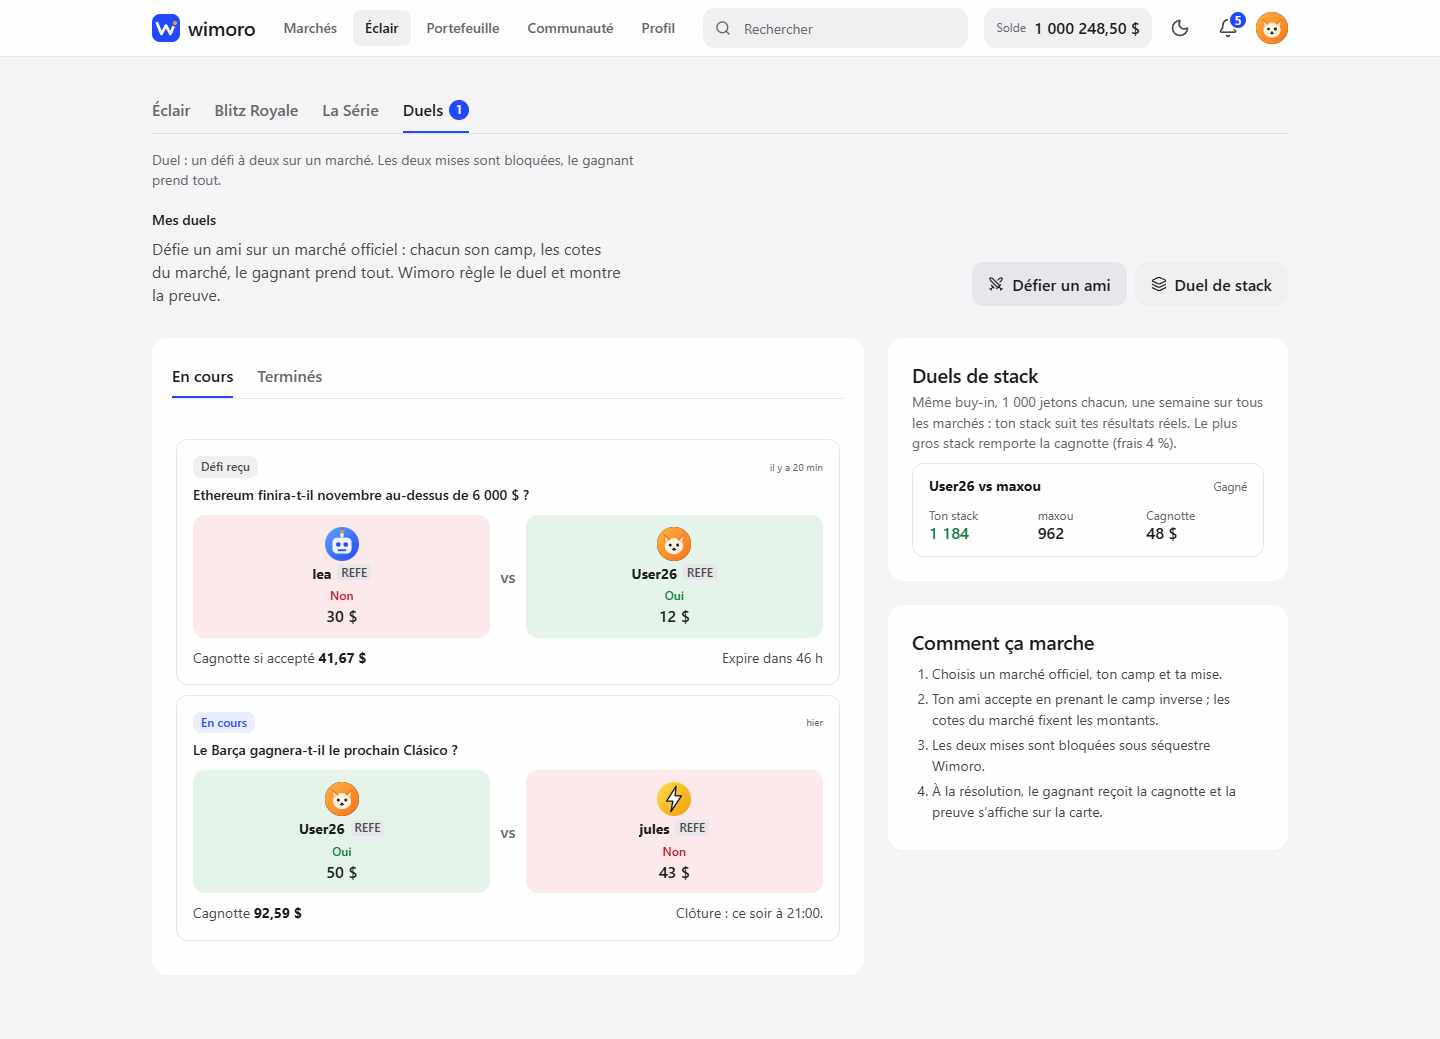 wimoro
Marchés
Éclair
Portefeuille
Communauté
Profil
Rechercher
Solde 1 000 248,50 $
5
Éclair
Blitz Royale
La Série
Duels 1
Duel : un défi à deux sur un marché. Les deux mises sont bloquées, le gagnant
prend tout.
Mes duels
Défie un ami sur un marché officiel : chacun son camp, les cotes
du marché, le gagnant prend tout. Wimoro règle le duel et montre
la preuve.
Défier un ami
Duel de stack
En cours
Terminés
Défi reçu
il y a 20 min
Ethereum finira-t-il novembre au-dessus de 6 000 $ ?
lea REFE
Non
30 $
vs
User26 REFE
Oui
12 $
Cagnotte si accepté 41,67 $
Expire dans 46 h
En cours
hier
Le Barça gagnera-t-il le prochain Clásico ?
User26 REFE
Oui
50 $
vs
jules REFE
Non
43 $
Cagnotte 92,59 $
Clôture : ce soir à 21:00.
Duels de stack
Même buy-in, 1 000 jetons chacun, une semaine sur tous
les marchés : ton stack suit tes résultats réels. Le plus
gros stack remporte la cagnotte (frais 4 %).
User26 vs maxou
Gagné
Ton stack
1 184
maxou
962
Cagnotte
48 $
Comment ça marche
1. Choisis un marché officiel, ton camp et ta mise.
2. Ton ami accepte en prenant le camp inverse ; les
cotes du marché fixent les montants.
3. Les deux mises sont bloquées sous séquestre
Wimoro.
4. À la résolution, le gagnant reçoit la cagnotte et la
preuve s'affiche sur la carte.